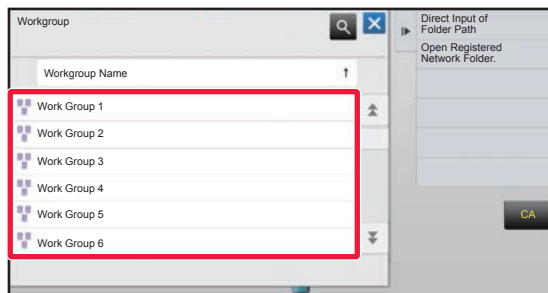 Workgroup
Workgroup Name
Work Group 1
Work Group 2
Work Group 3
Work Group 4
Work Group 5
Work Group 6
Direct Input of
Folder Path
Open Registered
Network Folder.
CA